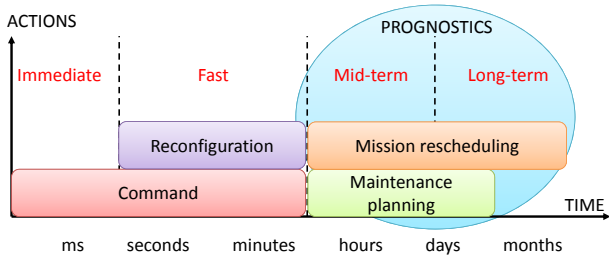 ACTIONS
PROGNOSTICS
Immediate
Fast
Mid-term
Long-term
Reconfiguration
Mission rescheduling
Command
Maintenance
planning
TIME
ms
seconds
minutes
hours
days
months